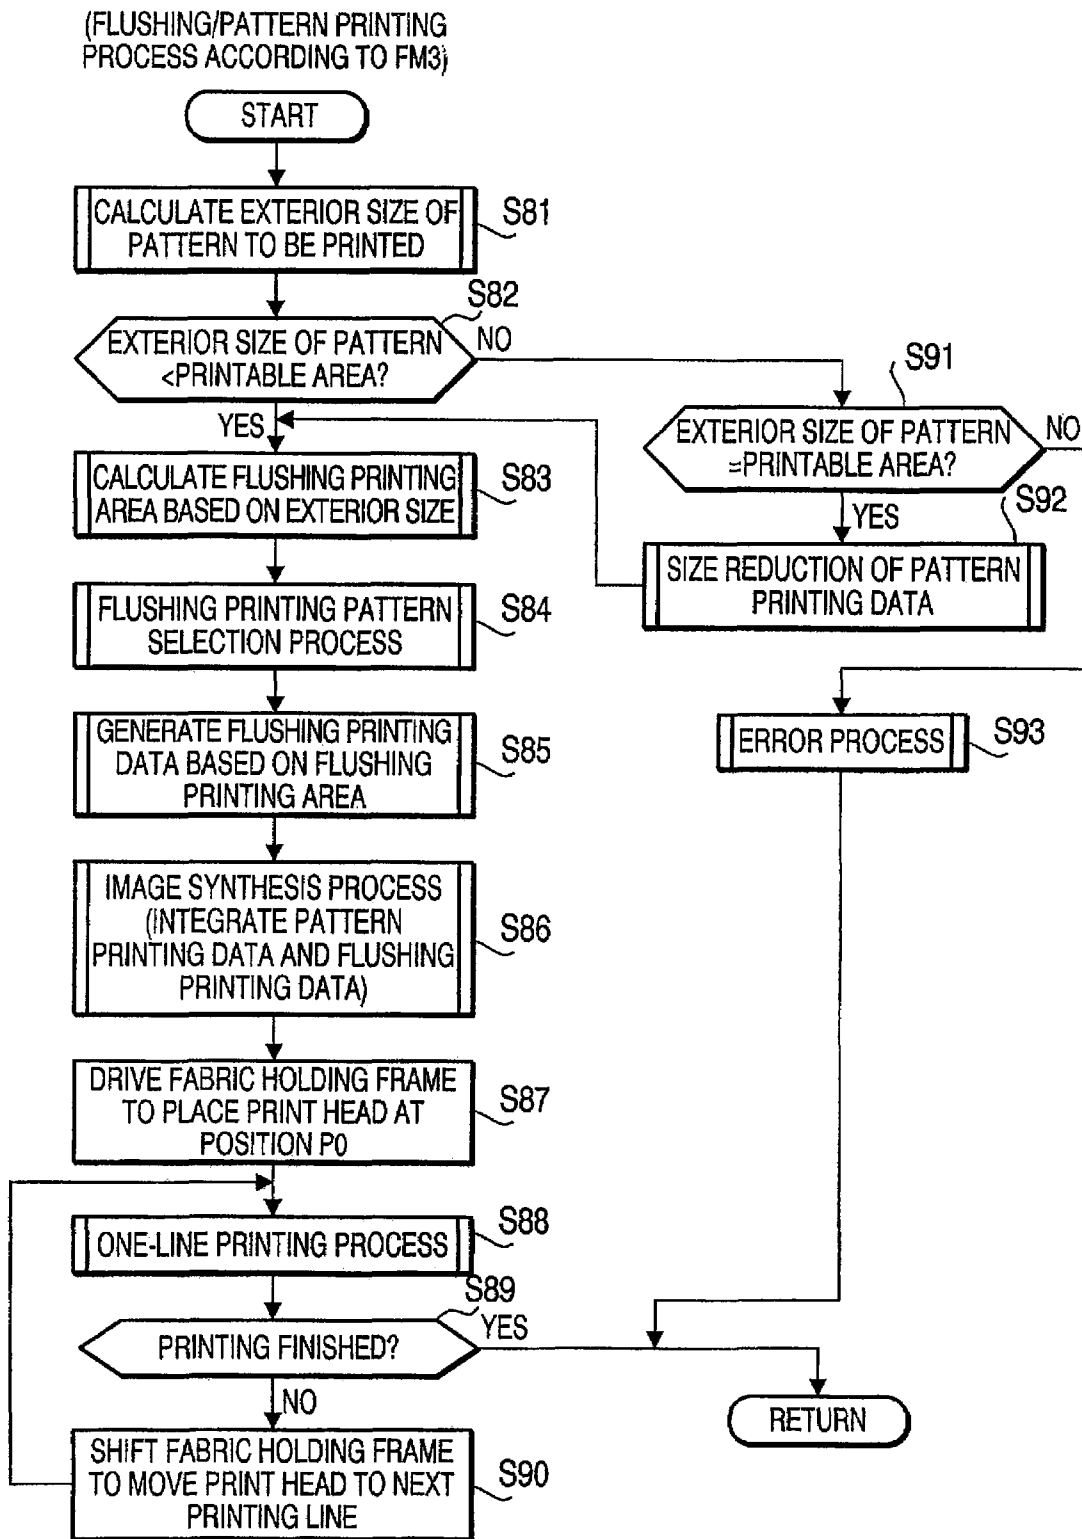 (FLUSHING/PATTERN PRINTING
PROCESS ACCORDING TO FM3)
START
CALCULATE EXTERIOR SIZE OF
PATTERN TO BE PRINTED
S81
S82
EXTERIOR SIZE OF PATTERN
<PRINTABLE AREA?
NO
YES
S91
EXTERIOR SIZE OF PATTERN
=PRINTABLE AREA?
NO
YES
S92
SIZE REDUCTION OF PATTERN
PRINTING DATA
CALCULATE FLUSHING PRINTING
AREA BASED ON EXTERIOR SIZE
S83
FLUSHING PRINTING PATTERN
SELECTION PROCESS
S84
GENERATE FLUSHING PRINTING
DATA BASED ON FLUSHING
PRINTING AREA
S85
ERROR PROCESS
S93
IMAGE SYNTHESIS PROCESS
(INTEGRATE PATTERN
PRINTING DATA AND FLUSHING
PRINTING DATA)
S86
DRIVE FABRIC HOLDING FRAME
TO PLACE PRINT HEAD AT
POSITION P0
S87
ONE-LINE PRINTING PROCESS
S88
S89
PRINTING FINISHED?
YES
NO
RETURN
SHIFT FABRIC HOLDING FRAME
TO MOVE PRINT HEAD TO NEXT
PRINTING LINE
S90